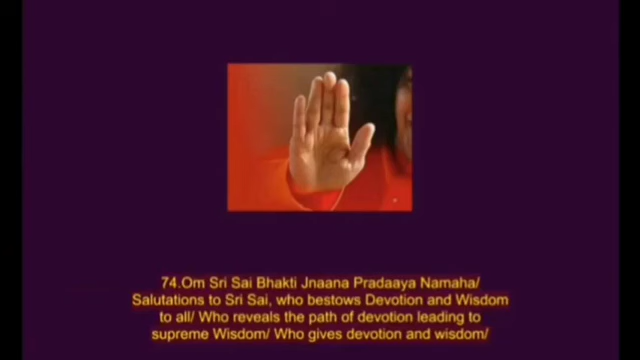 74.Om Sri Sai Bhakti Jnaana Pradaaya Namaha/
Salutations to Sri Sai, who bestows Devotion and Wisdom
to all/ Who reveals the path of devotion leading to
supreme Wisdom/ Who gives devotion and wisdom/